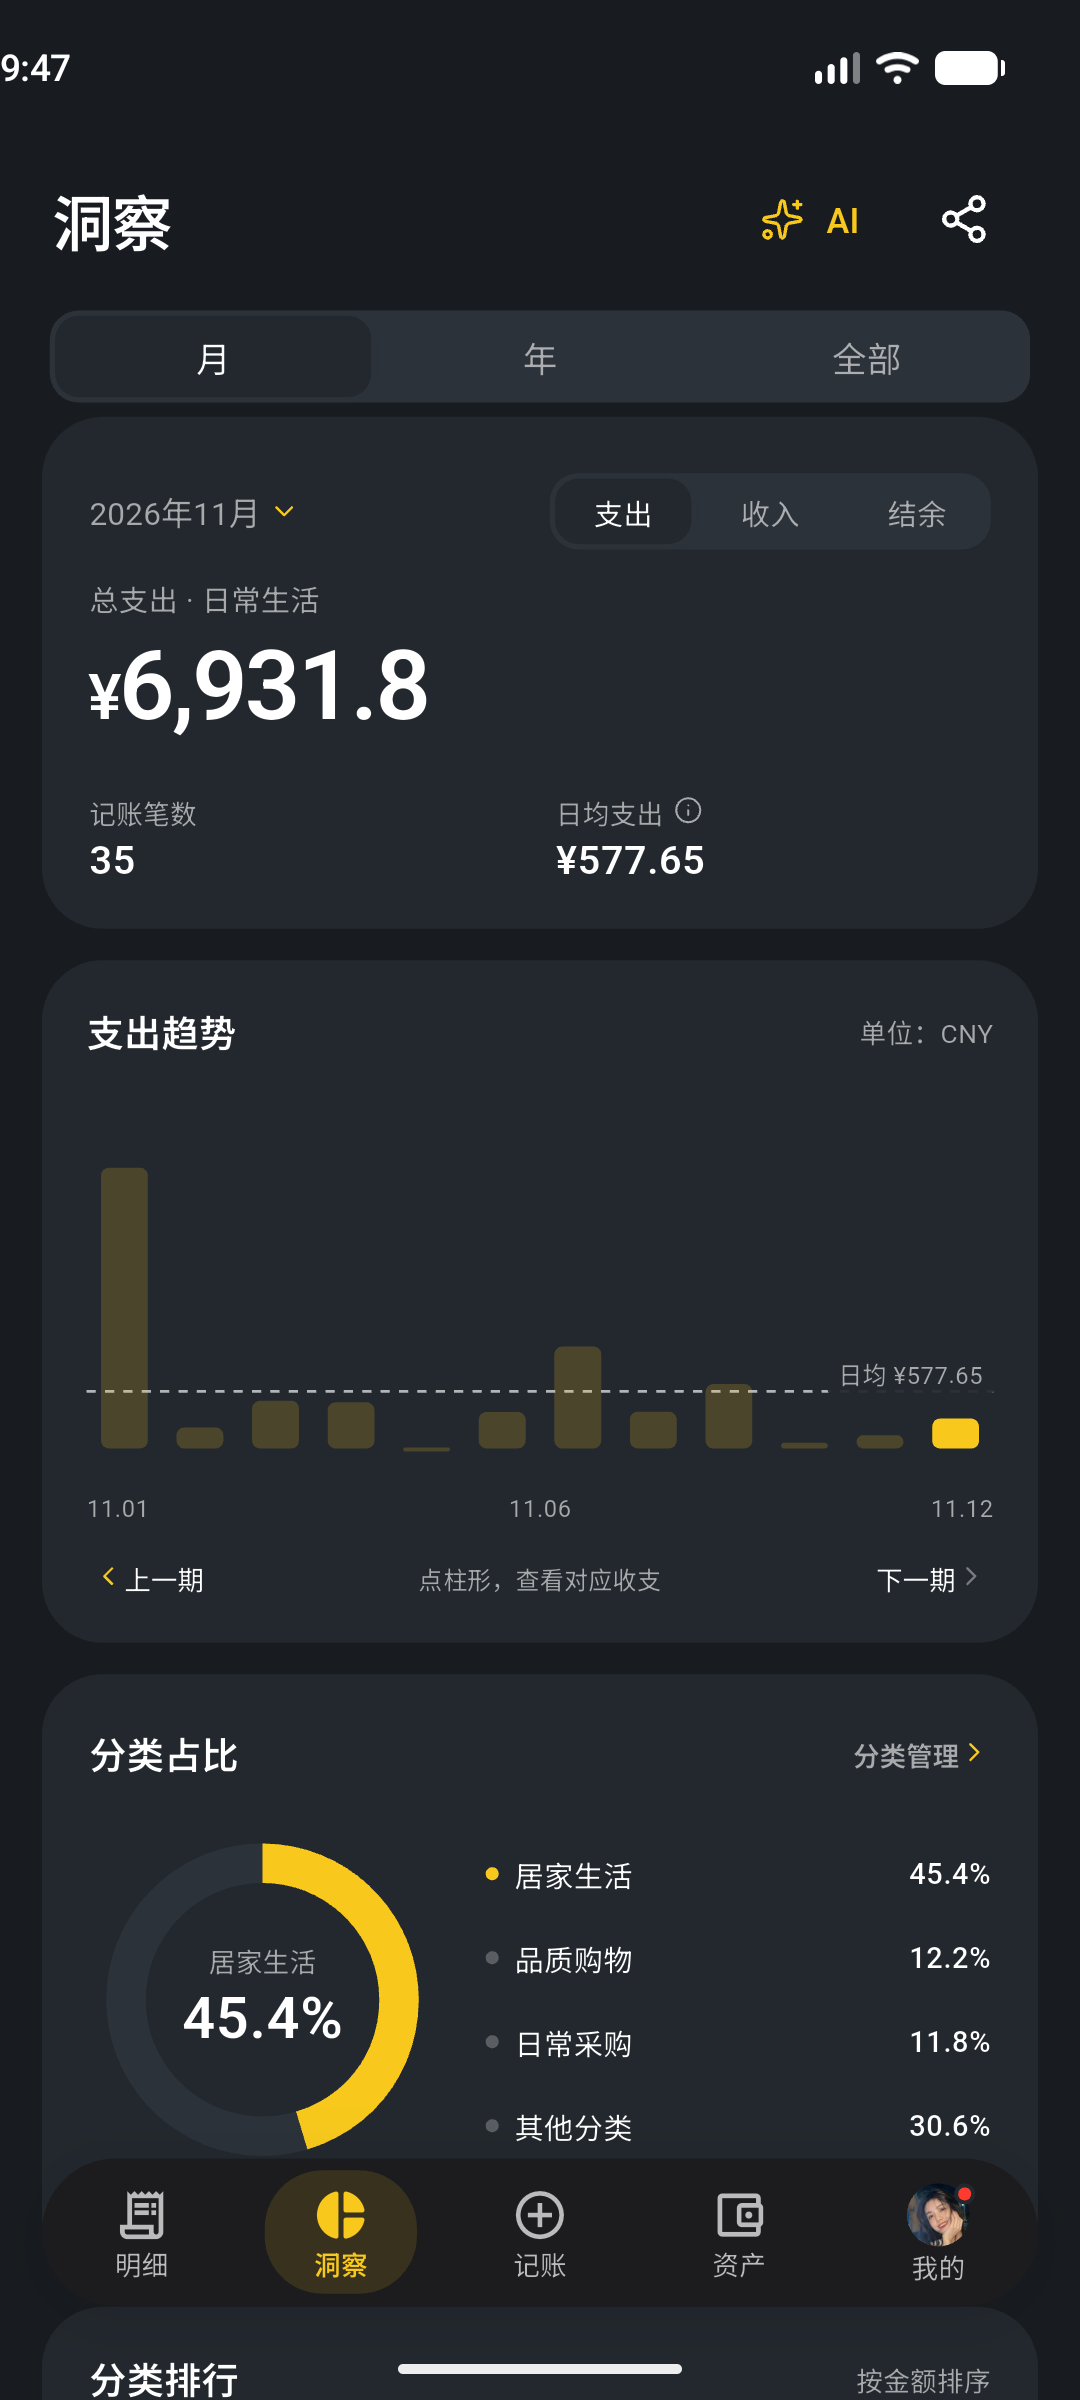 9:47
洞察
AI
月 年 全部
2026年11月
支出 收入 结余
总支出 · 日常生活
¥6,931.8
记账笔数 日均支出
35 ¥577.65
支出趋势 单位：CNY
日均 ¥577.65
11.01 11.06 11.12
上一期 点柱形，查看对应收支 下一期
分类占比 分类管理
居家生活
45.4%
居家生活 45.4%
品质购物 12.2%
日常采购 11.8%
其他分类 30.6%
明细 洞察 记账 资产 我的
分类排行 按金额排序